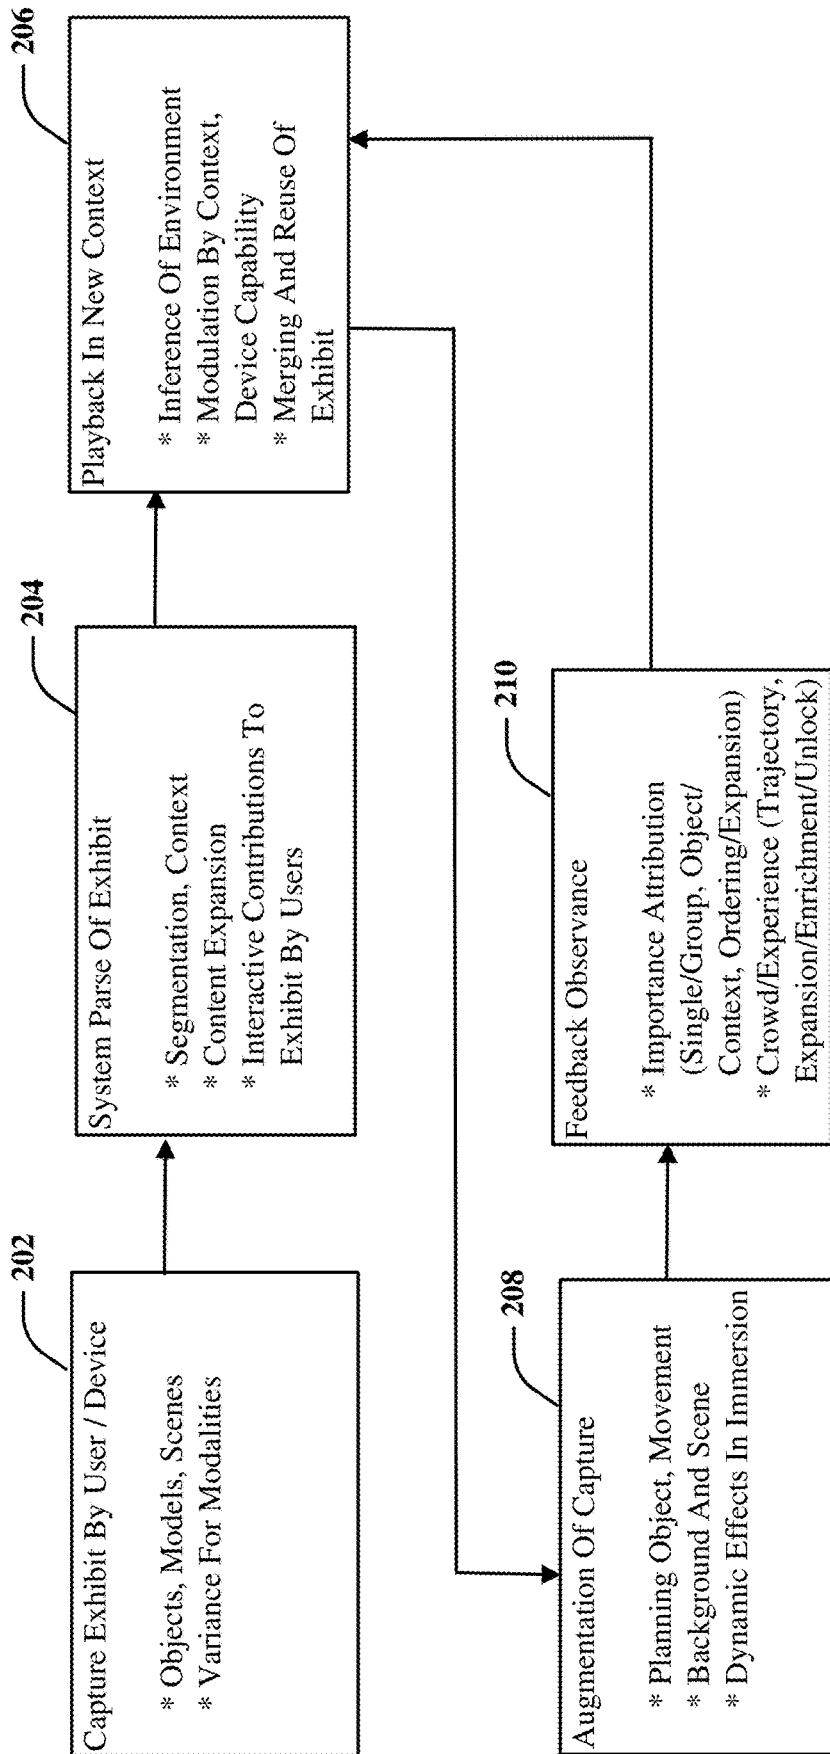 202
Capture Exhibit By User / Device
* Objects, Models, Scenes
* Variance For Modalities
204
System Parse Of Exhibit
* Segmentation, Context
* Content Expansion
* Interactive Contributions To
Exhibit By Users
206
Playback In New Context
* Inference Of Environment
* Modulation By Context,
Device Capability
* Merging And Reuse Of
Exhibit
208
Augmentation Of Capture
* Planning Object, Movement
* Background And Scene
* Dynamic Effects In Immersion
210
Feedback Observance
* Importance Attribution
(Single/Group, Object/
Context, Ordering/Expansion)
* Crowd/Experience (Trajectory,
Expansion/Enrichment/Unlock)